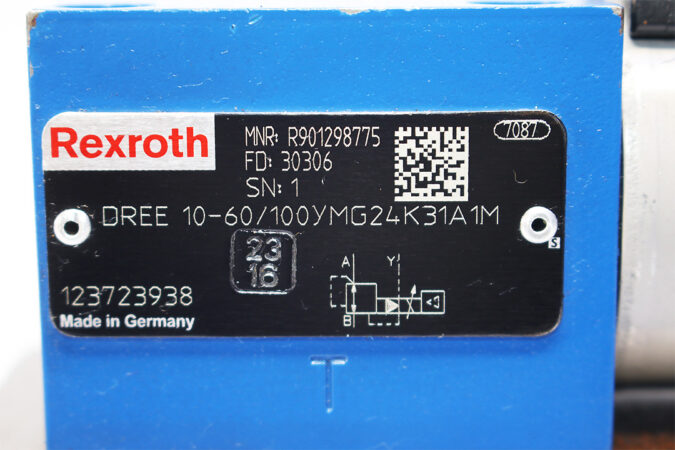 Rexroth
MNR: R901298775
FD: 30306
SN: 1
7087
DREE 10-60/100YMG24K31A1M
23
16
123723938
Made in Germany
A
Y
B
S
T